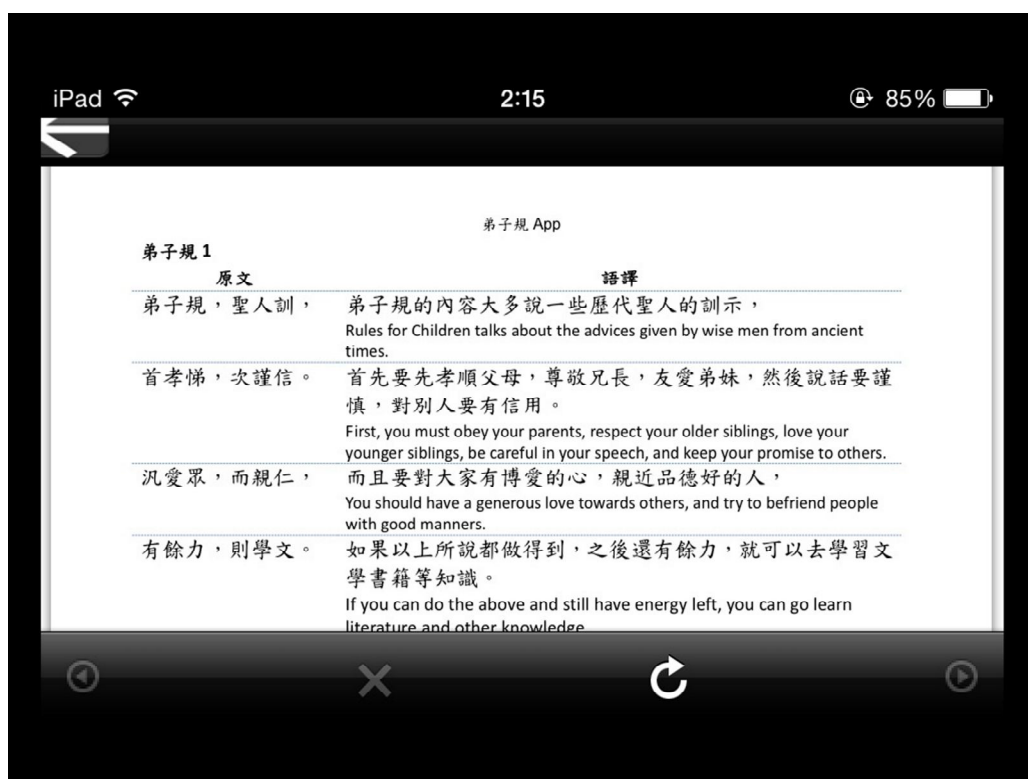 iPad 2:15 85%
弟子規 App
弟子規 1
原文 語譯
弟子規，聖人訓， 弟子規的內容大多說一些歷代聖人的訓示，
Rules for Children talks about the advices given by wise men from ancient
times.
首孝悌，次謹信。 首先要先孝順父母，尊敬兄長，友愛弟妹，然後說話要謹
慎，對別人要有信用。
First, you must obey your parents, respect your older siblings, love your
younger siblings, be careful in your speech, and keep your promise to others.
汎愛眾，而親仁， 而且要對大家有博愛的心，親近品德好的人，
You should have a generous love towards others, and try to befriend people
with good manners.
有餘力，則學文。 如果以上所說都做得到，之後還有餘力，就可以去學習文
學書籍等知識。
If you can do the above and still have energy left, you can go learn
literature and other knowledge